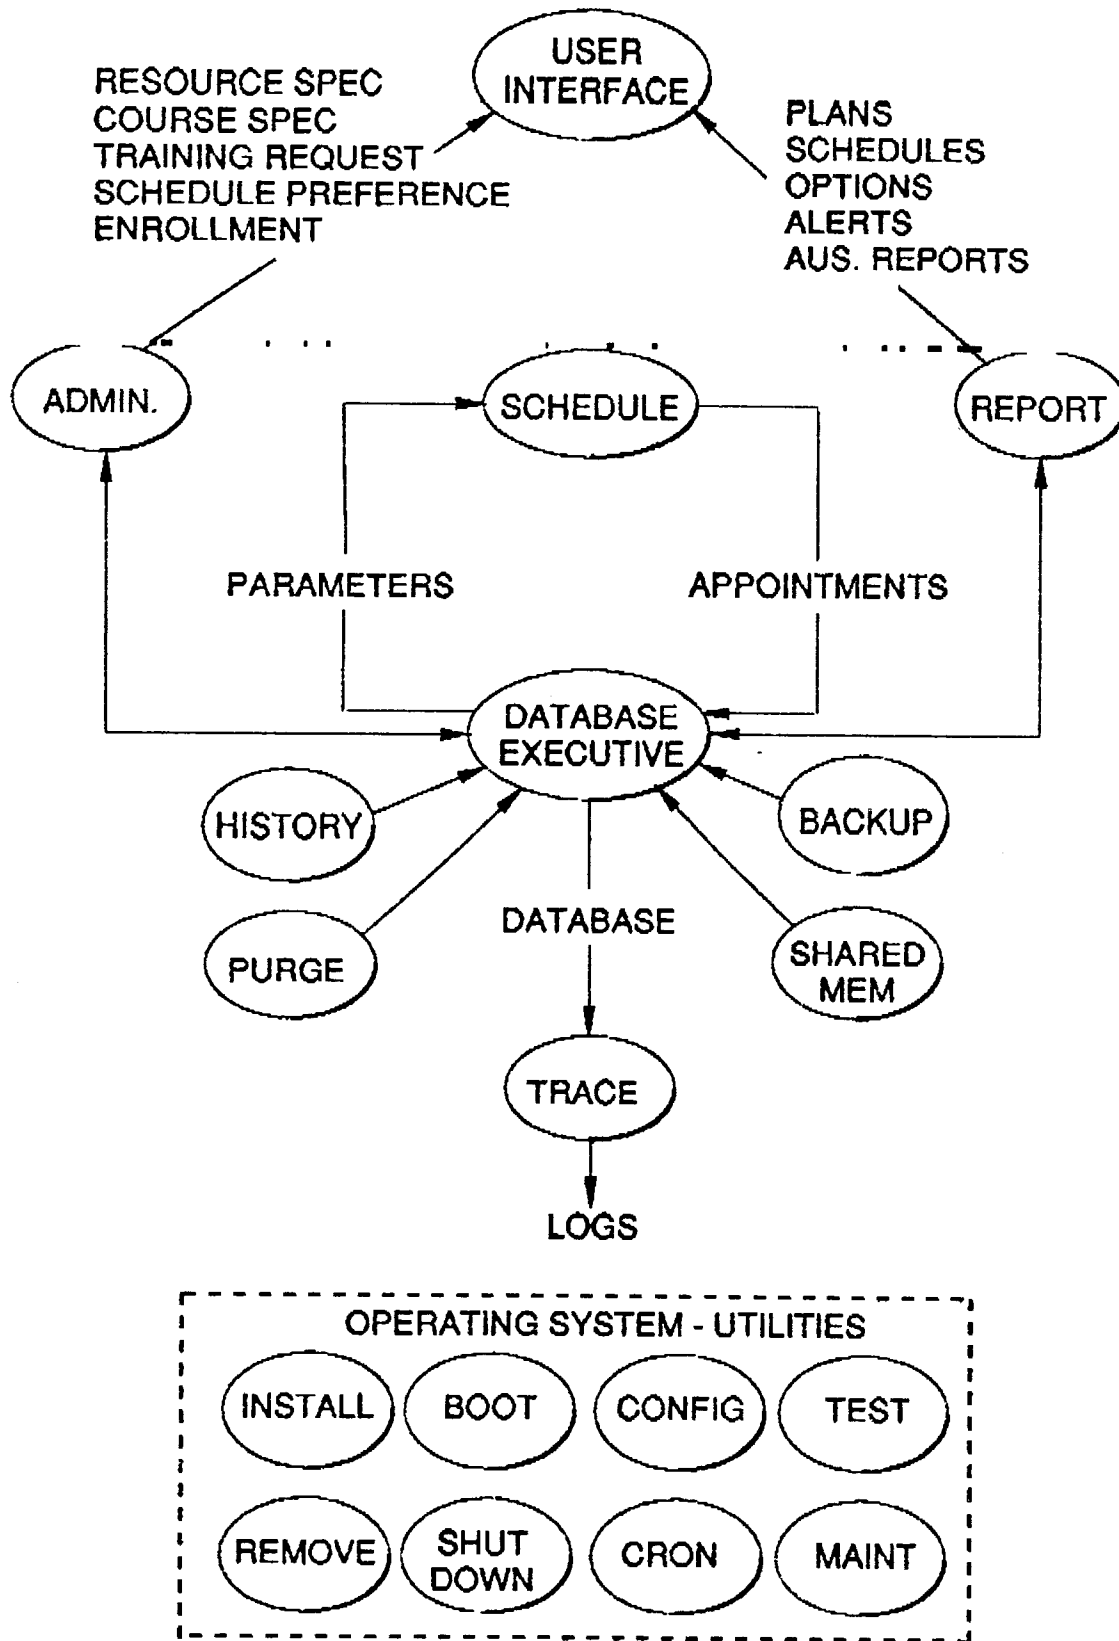 USER
INTERFACE
RESOURCE SPEC
COURSE SPEC
TRAINING REQUEST
SCHEDULE PREFERENCE
ENROLLMENT
PLANS
SCHEDULES
OPTIONS
ALERTS
AUS. REPORTS
ADMIN.
SCHEDULE
REPORT
PARAMETERS
APPOINTMENTS
DATABASE
EXECUTIVE
HISTORY
BACKUP
DATABASE
PURGE
SHARED
MEM
TRACE
LOGS
OPERATING SYSTEM - UTILITIES
INSTALL
BOOT
CONFIG
TEST
REMOVE
SHUT
DOWN
CRON
MAINT